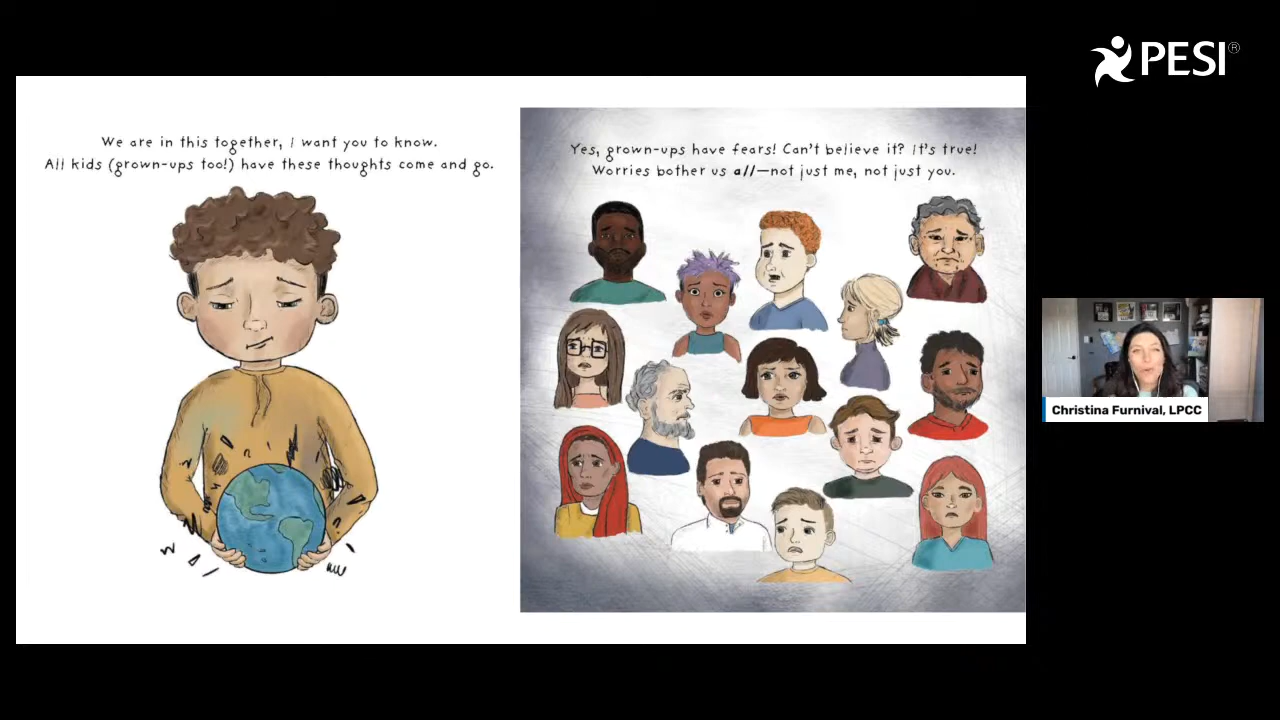 We are in this together, I want you to know.
All kids (grown-ups too!) have these thoughts come and go.
Yes, grown-ups have fears! Can't believe it? It's true!
Worries bother us all—not just me, not just you.
PESI®
Christina Furnival, LPCC